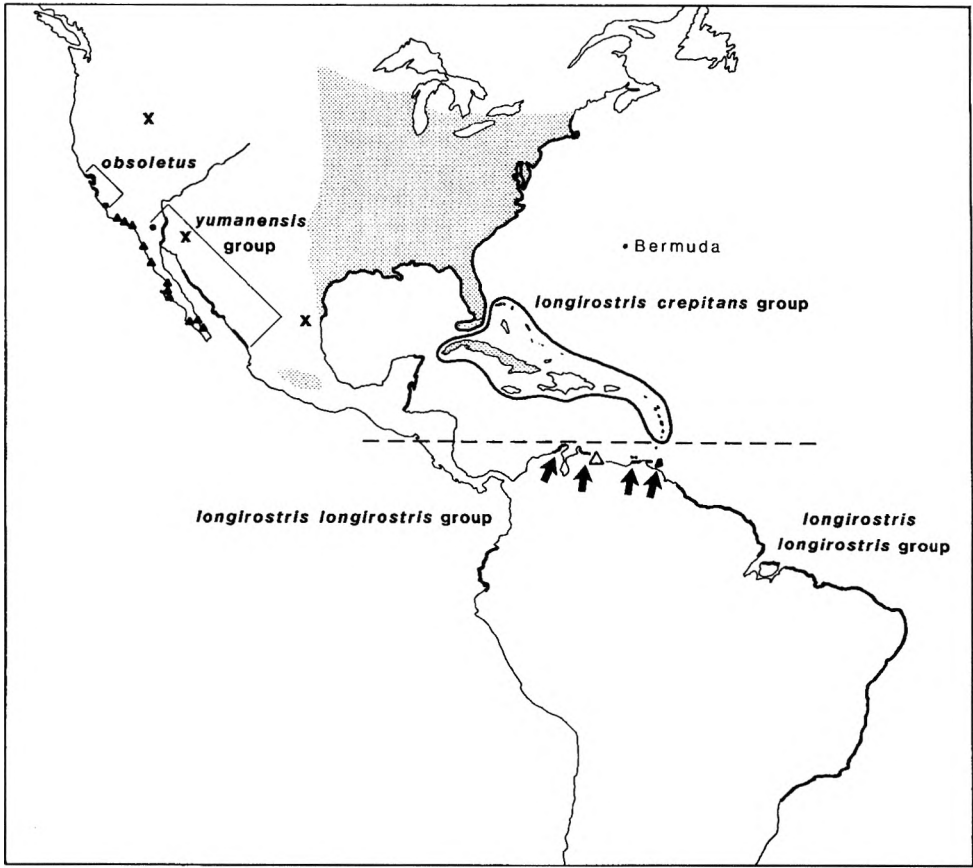 x
obsoletus
yumanensis
x group
Bermuda
longirostris crepitans group
x
longirostris longirostris group
longirostris
longirostris group